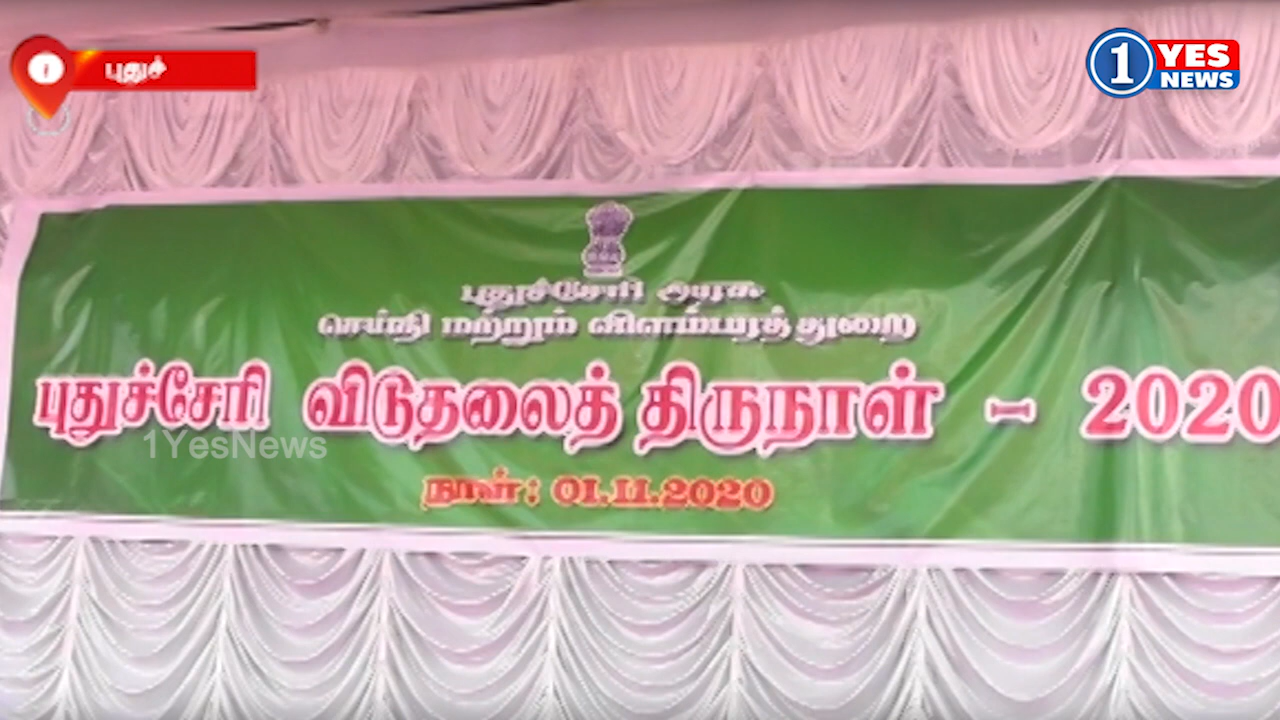 புதுச்
1 YES NEWS
புதுச்சேரி அரசு
செய்தி மற்றும் விளம்பரத் துறை
புதுச்சேரி விடுதலைத் திருநாள் - 2020
1YesNews
நாள்: 01.11.2020